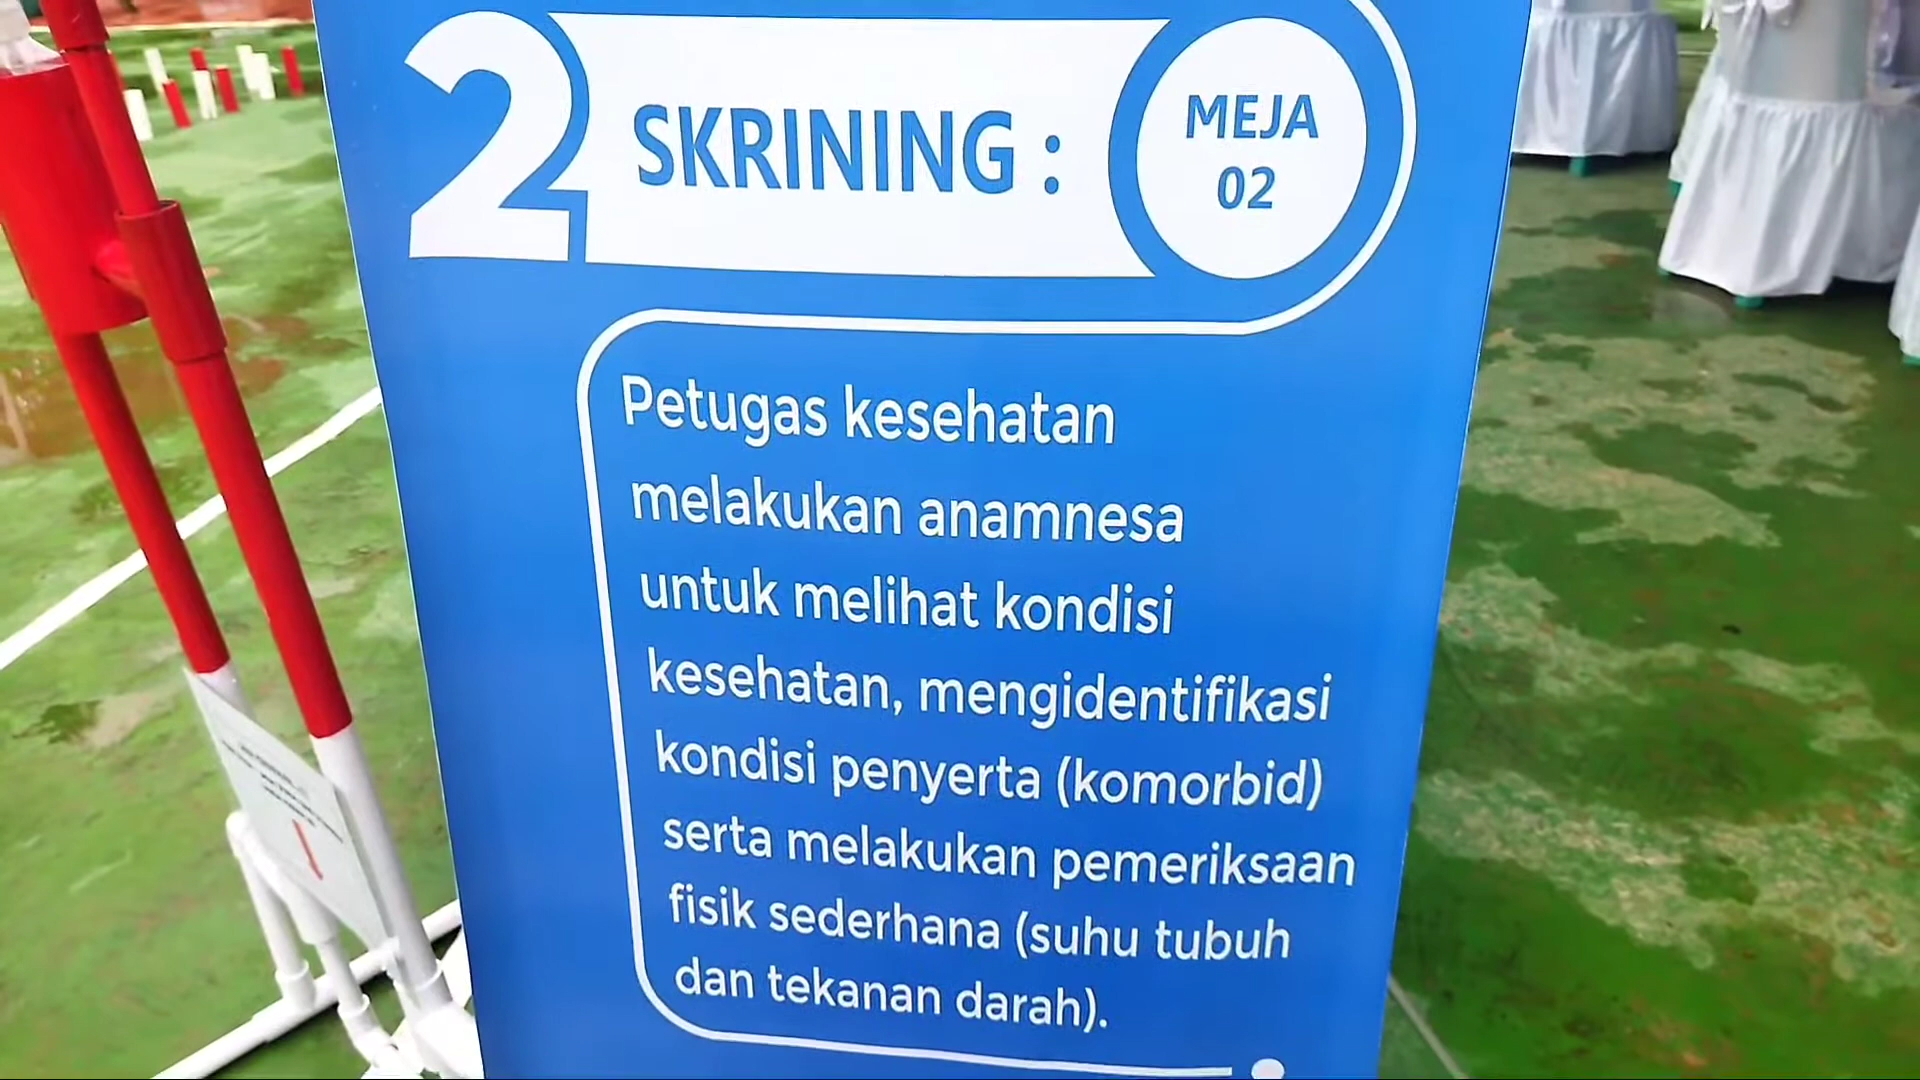 2 SKRINING :
MEJA
02
Petugas kesehatan
melakukan anamnesa
untuk melihat kondisi
kesehatan, mengidentifikasi
kondisi penyerta (komorbid)
serta melakukan pemeriksaan
fisik sederhana (suhu tubuh
dan tekanan darah).